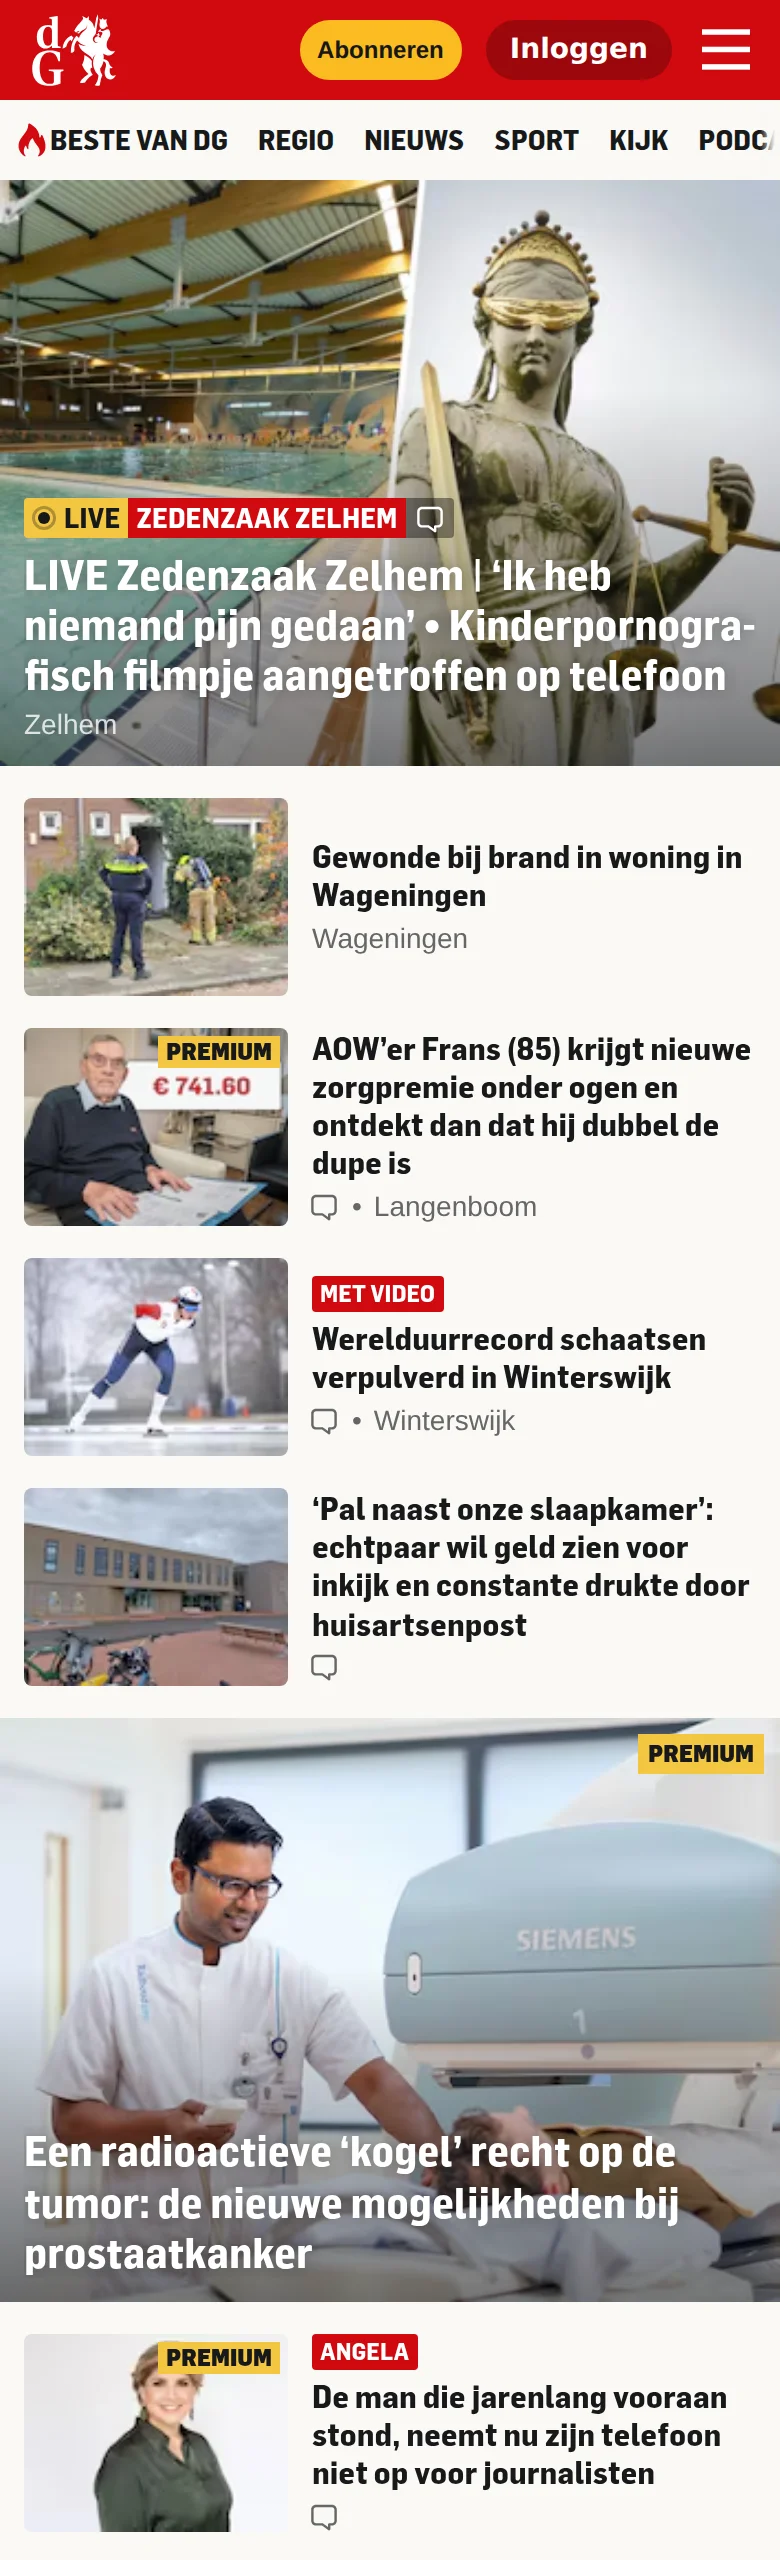 dG
Abonneren
Inloggen
BESTE VAN DG REGIO NIEUWS SPORT KIJK PODCA
LIVE ZEDENZAAK ZELHEM
LIVE Zedenzaak Zelhem | ‘Ik heb
niemand pijn gedaan’ • Kinderpornogra-
fisch filmpje aangetroffen op telefoon
Zelhem
Gewonde bij brand in woning in
Wageningen
Wageningen
PREMIUM
€ 741.60
AOW’er Frans (85) krijgt nieuwe
zorgpremie onder ogen en
ontdekt dan dat hij dubbel de
dupe is
• Langenboom
MET VIDEO
Werelduurrecord schaatsen
verpulverd in Winterswijk
• Winterswijk
‘Pal naast onze slaapkamer’:
echtpaar wil geld zien voor
inkijk en constante drukte door
huisartsenpost
PREMIUM
SIEMENS
1
Een radioactieve ‘kogel’ recht op de
tumor: de nieuwe mogelijkheden bij
prostaatkanker
PREMIUM
ANGELA
De man die jarenlang vooraan
stond, neemt nu zijn telefoon
niet op voor journalisten